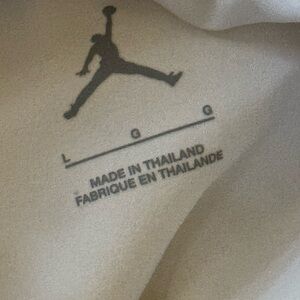 L G G
MADE IN THAILAND
FABRIQUE EN THAILANDE